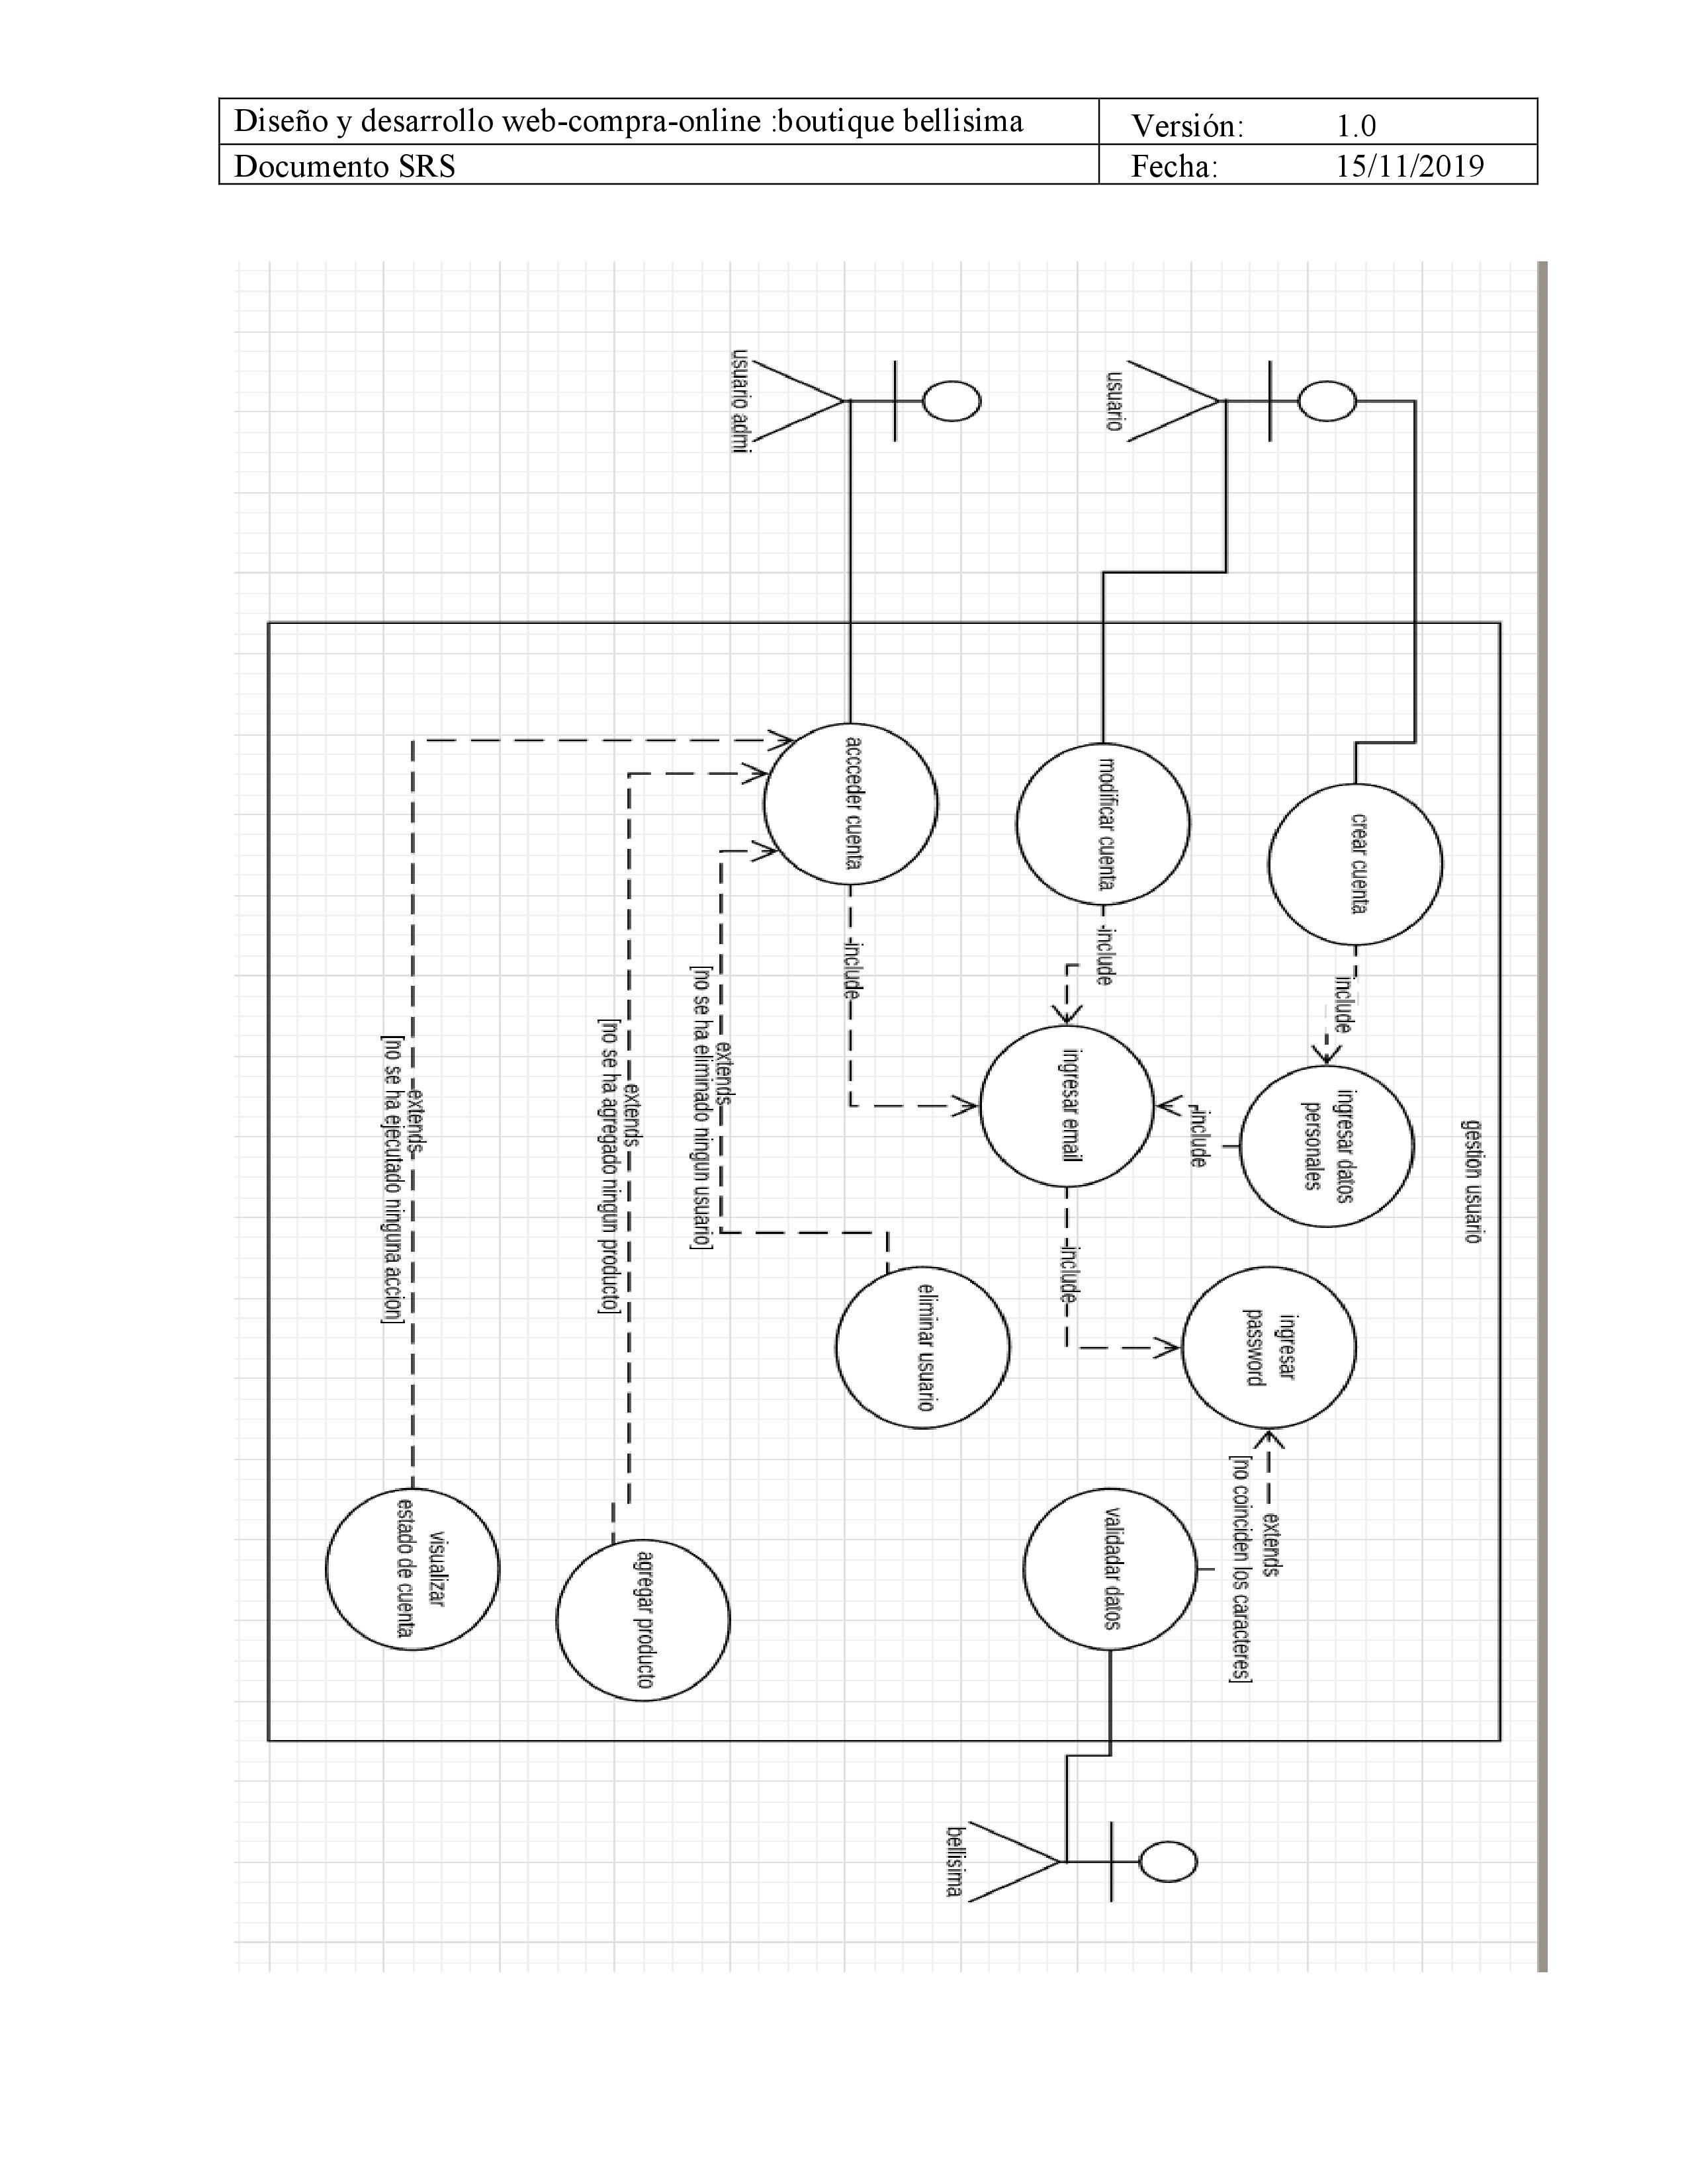 Diseño y desarrollo web-compra-online :boutique bellisima
Versión: 1.0
Documento SRS
Fecha: 15/11/2019
gestion usuario
usuario
crear cuenta
include
ingresar datos
personales
include
modificar cuenta
include
ingresar email
include
ingresar
password
extends
[no coinciden los caracteres]
validadar datos
bellisima
usuario admi
accceder cuenta
include
eliminar usuario
extends
[no se ha eliminado ningun usuario]
agregar producto
extends
[no se ha agregado ningun producto]
visualizar
estado de cuenta
extends
[no se ha ejecutado ninguna accion]